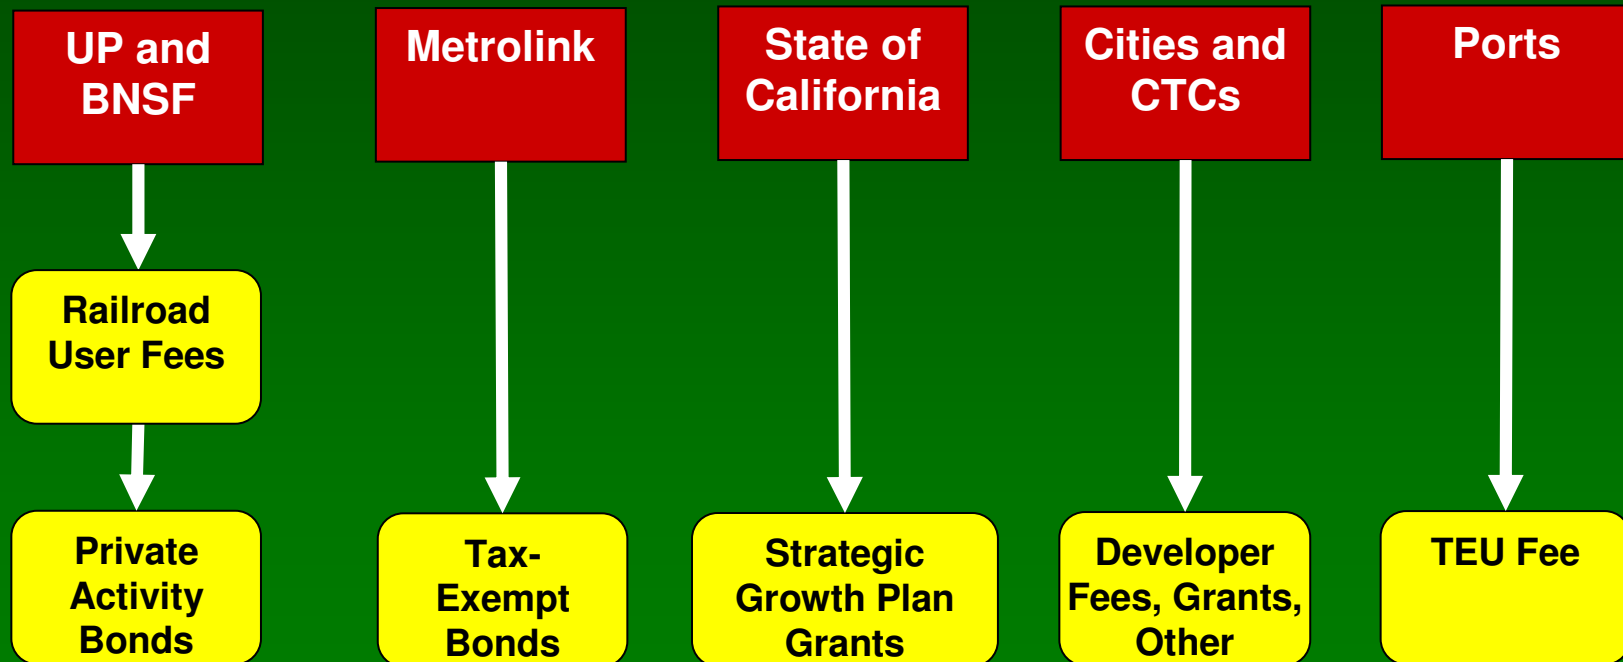 UP and
BNSF
Metrolink
State of
California
Cities and
CTCs
Ports
Railroad
User Fees
Private
Activity
Bonds
Tax-
Exempt
Bonds
Strategic
Growth Plan
Grants
Developer
Fees, Grants,
Other
TEU Fee